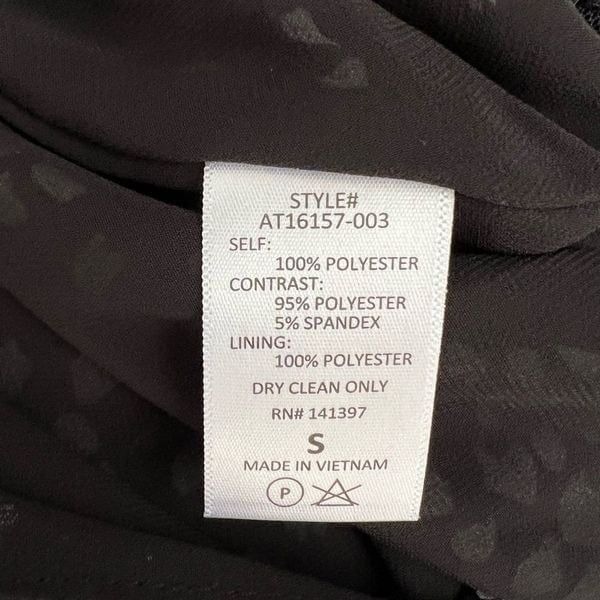 STYLE#
AT16157-003
SELF:
100% POLYESTER
CONTRAST:
95% POLYESTER
5% SPANDEX
LINING:
100% POLYESTER
DRY CLEAN ONLY
RN# 141397
S
MADE IN VIETNAM
P